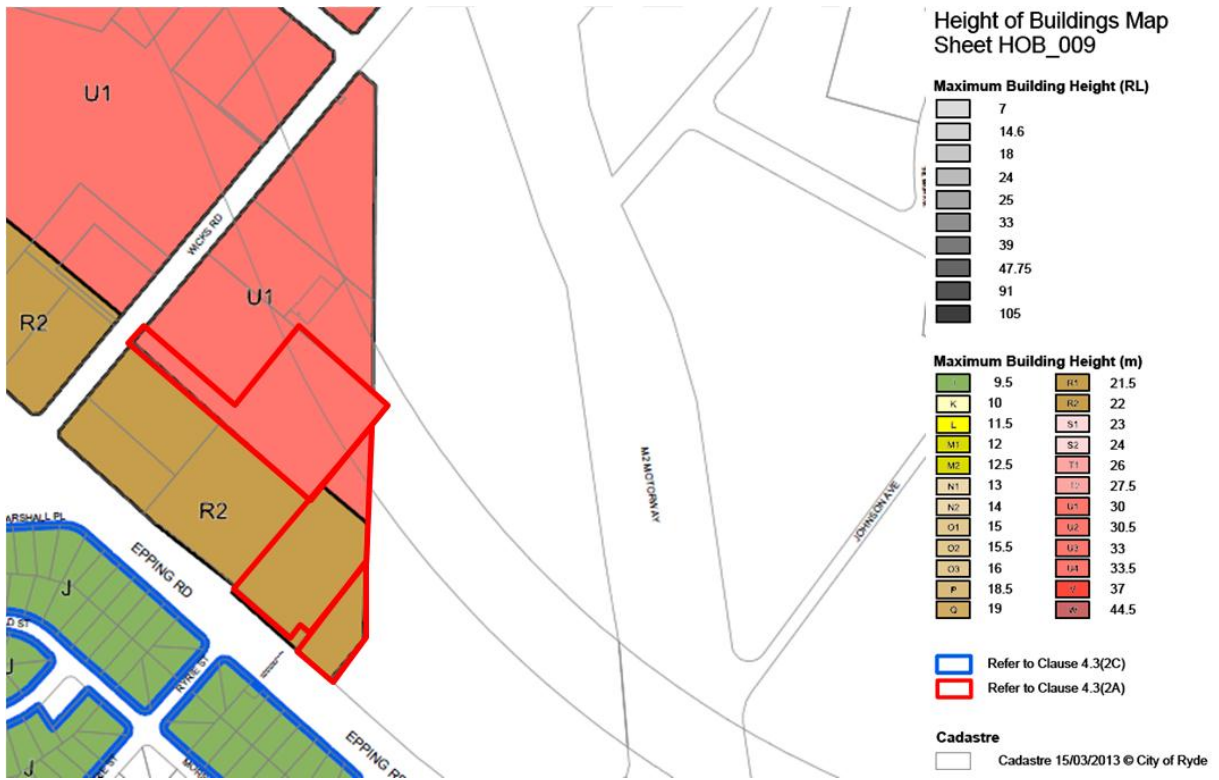 Height of Buildings Map
Sheet HOB_009
Maximum Building Height (RL)
7
14.6
18
24
25
33
39
47.75
91
105
Maximum Building Height (m)
9.5
K 10
L 11.5
M1 12
M2 12.5
N1 13
N2 14
O1 15
O2 15.5
O3 16
P 18.5
Q 19
R1 21.5
R2 22
S1 23
S2 24
T1 26
T2 27.5
U1 30
U2 30.5
U3 33
U4 33.5
V 37
W 44.5
Refer to Clause 4.3(2C)
Refer to Clause 4.3(2A)
Cadastre
Cadastre 15/03/2013 © City of Ryde
U1
WICKS RD
U1
R2
R2
M2 MOTORWAY
JOHNSON AVE
ARSHALL PL
EPPING RD
J
D ST
RYRIE ST
J
EPPING RD
J